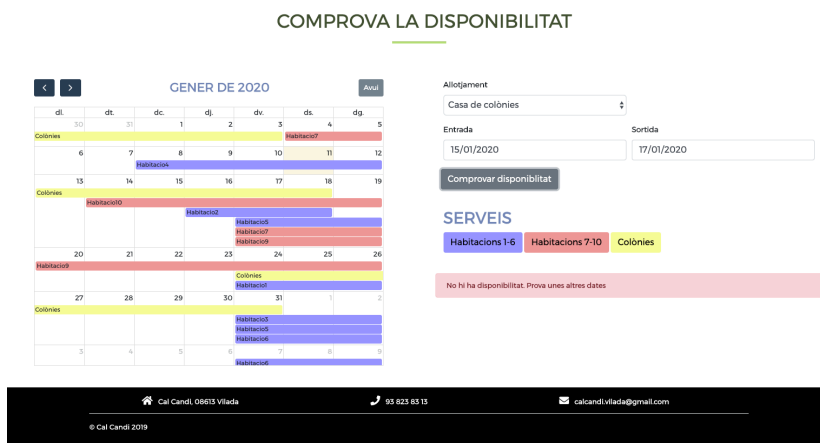 COMPROVA LA DISPONIBILITAT
GENER DE 2020
Avui
dl. dt. dc. dj. dv. ds. dg.
30 31 1 2 3 4 5
Colònies
Habitacio7
6 7 8 9 10 11 12
Habitacio4
13 14 15 16 17 18 19
Colònies
Habitacio10
Habitacio2
Habitacio5
Habitacio7
Habitacio9
20 21 22 23 24 25 26
Habitacio9
Colònies
Habitacio1
27 28 29 30 31 1 2
Colònies
Habitacio3
Habitacio5
Habitacio6
3 4 5 6 7 8 9
Habitacio6
Allotjament
Casa de colònies
Entrada Sortida
15/01/2020 17/01/2020
Comprovar disponiblitat
SERVEIS
Habitacions 1-6 Habitacions 7-10 Colònies
No hi ha disponibilitat. Prova unes altres dates
Cal Candi, 08613 Vilada 93 823 83 13 calcandi.vilada@gmail.com
© Cal Candi 2019